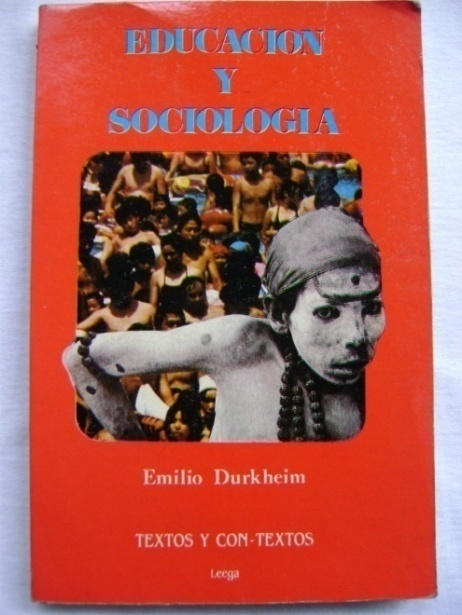 EDUCACION
Y
SOCIOLOGIA
Emilio Durkheim
TEXTOS Y CON-TEXTOS
Leega